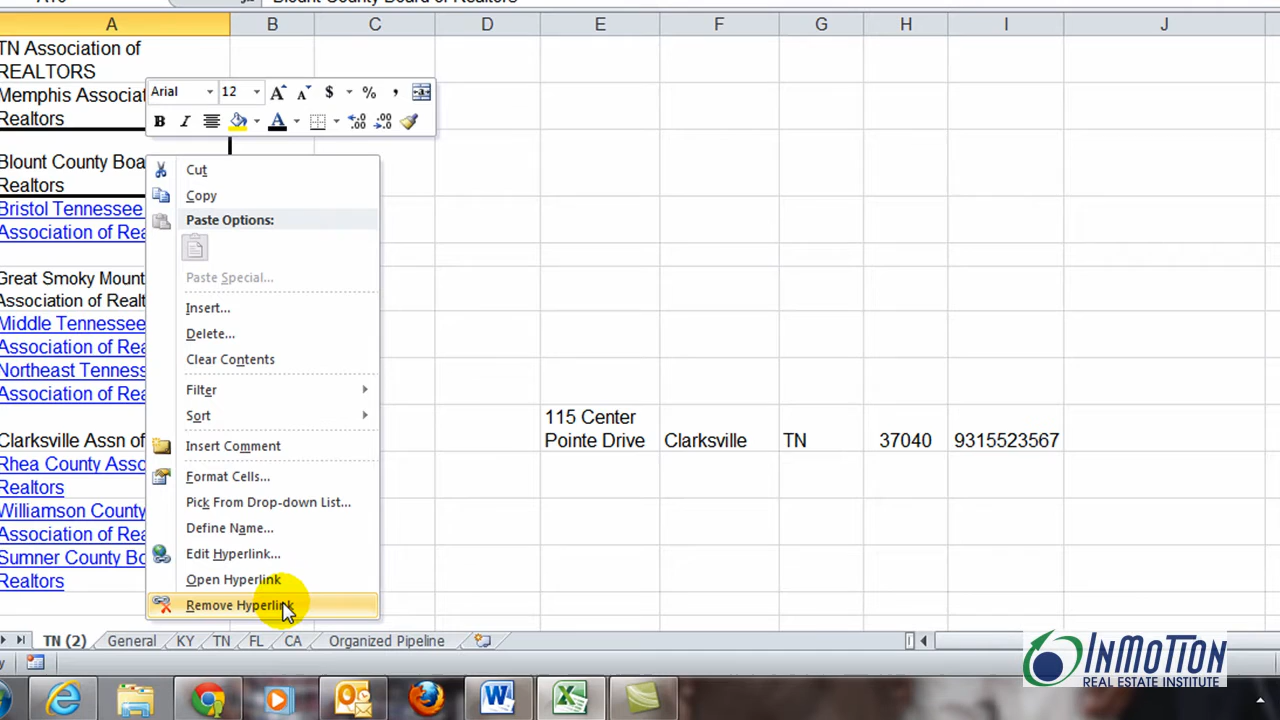 Blount County Board of Realtors
A B C D E F G H I J
TN Association of
REALTORS
Memphis Associat
Realtors
Arial 12 A A $ % ,
B I A .00 .00
Blount County Boa
Realtors
Bristol Tennessee
Association of Rea
Great Smoky Mount
Association of Realt
Middle Tennessee
Association of Rea
Northeast Tenness
Association of Rea
Clarksville Assn of
Rhea County Asso
Realtors
Williamson County
Association of Rea
Sumner County Bo
Realtors
Cut
Copy
Paste Options:
Paste Special...
Insert...
Delete...
Clear Contents
Filter
Sort
Insert Comment
Format Cells...
Pick From Drop-down List...
Define Name...
Edit Hyperlink...
Open Hyperlink
Remove Hyperlink
115 Center
Pointe Drive Clarksville TN 37040 9315523567
TN (2) General KY TN FL CA Organized Pipeline
INMOTION
REAL ESTATE INSTITUTE